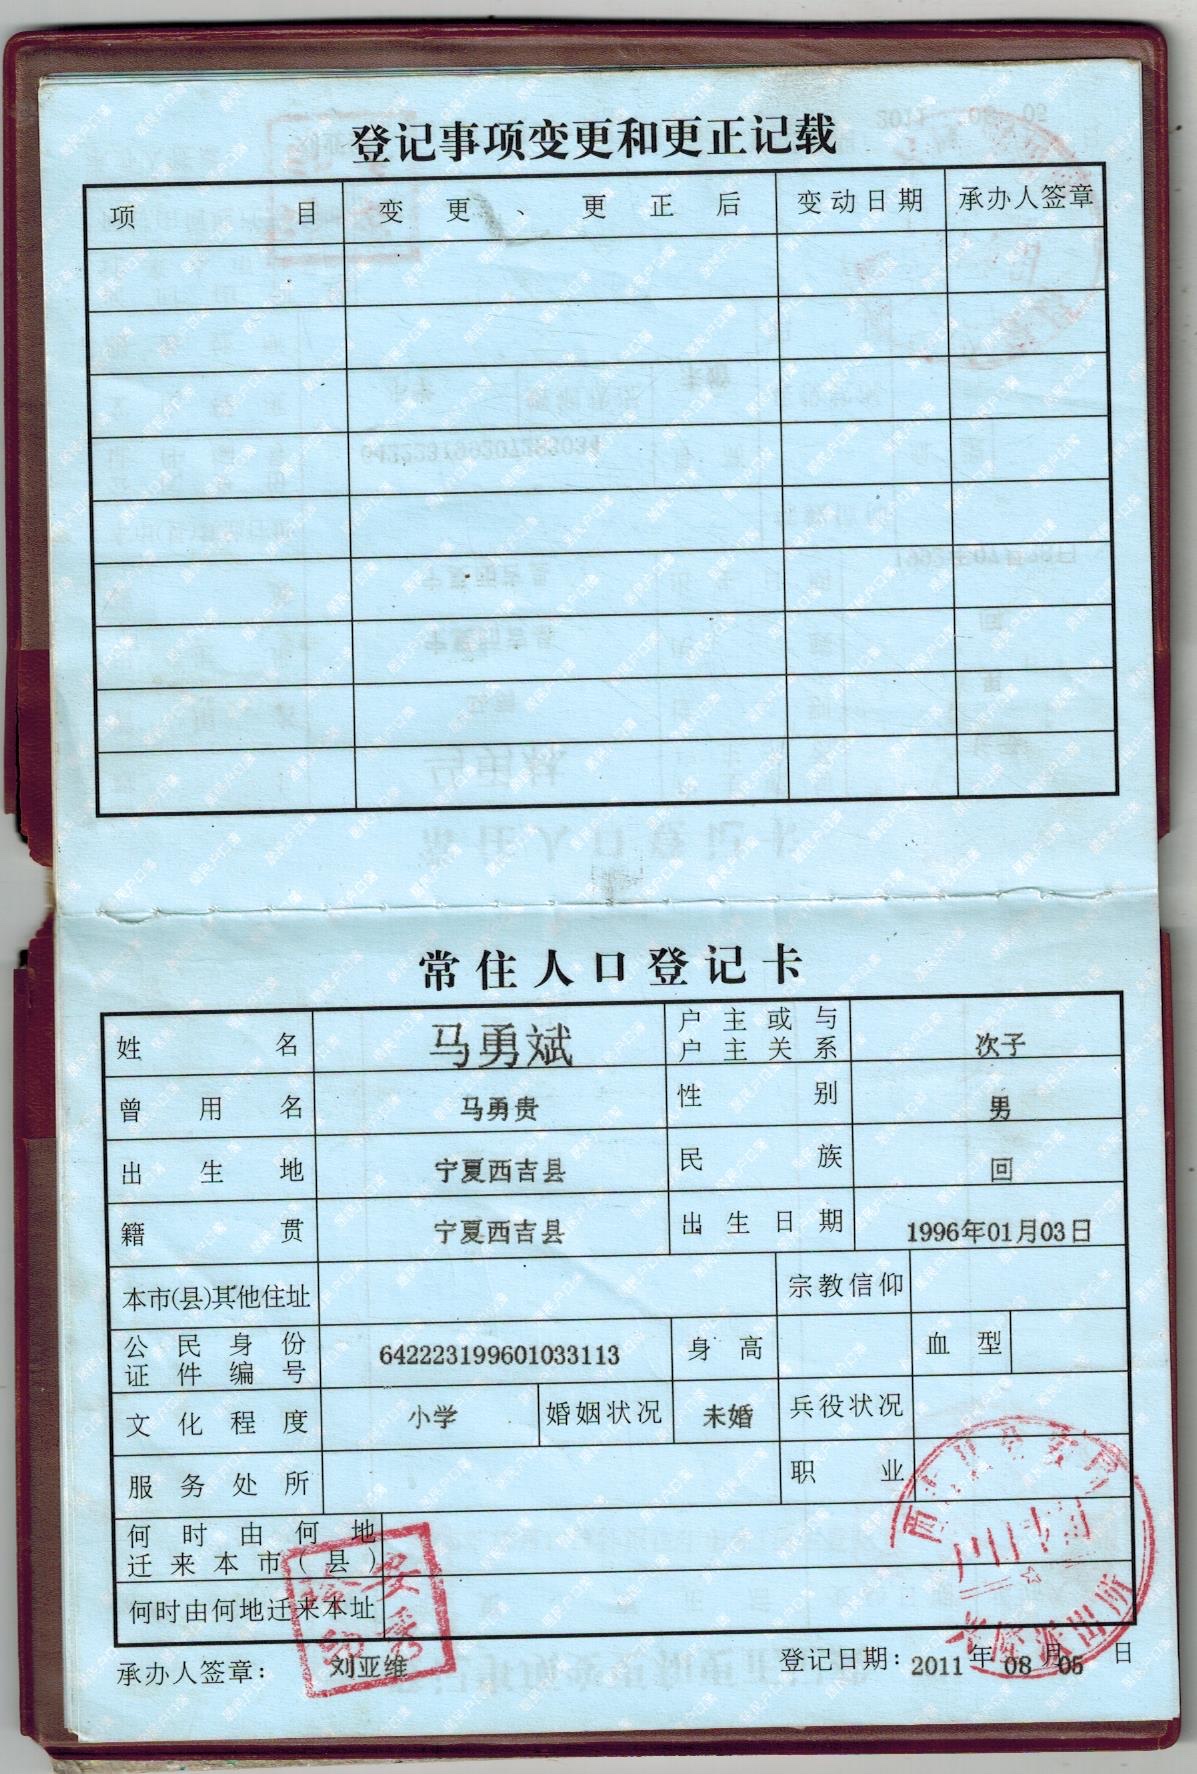 登记事项变更和更正记载
项目 变更、更正后 变动日期 承办人签章
常住人口登记卡
姓名 马勇斌 户主或与户主关系 次子
曾用名 马勇贵 性别 男
出生地 宁夏西吉县 民族 回
籍贯 宁夏西吉县 出生日期 1996年01月03日
本市(县)其他住址 宗教信仰
公民身份证件编号 642223199601033113 身高 血型
文化程度 小学 婚姻状况 未婚 兵役状况
服务处所 职业
何时由何地迁来本市(县)
何时由何地迁来本址
承办人签章: 刘亚维 登记日期: 2011年08月05日